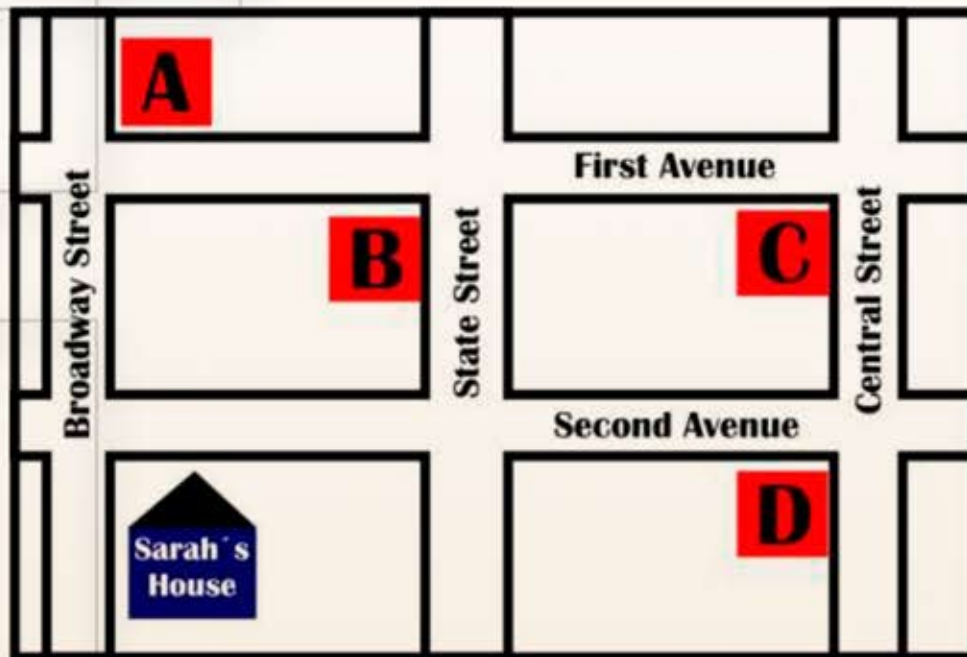 A
First Avenue
Broadway Street
B
State Street
C
Central Street
Second Avenue
Sarah´s
House
D